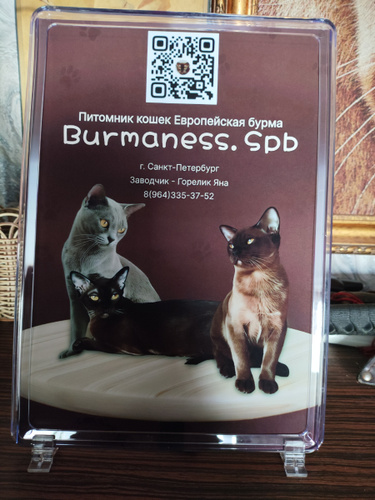 Питомник кошек Европейская бурма
Burmaness. Spb
г. Санкт-Петербург
Заводчик - Горелик Яна
8(964)335-37-52